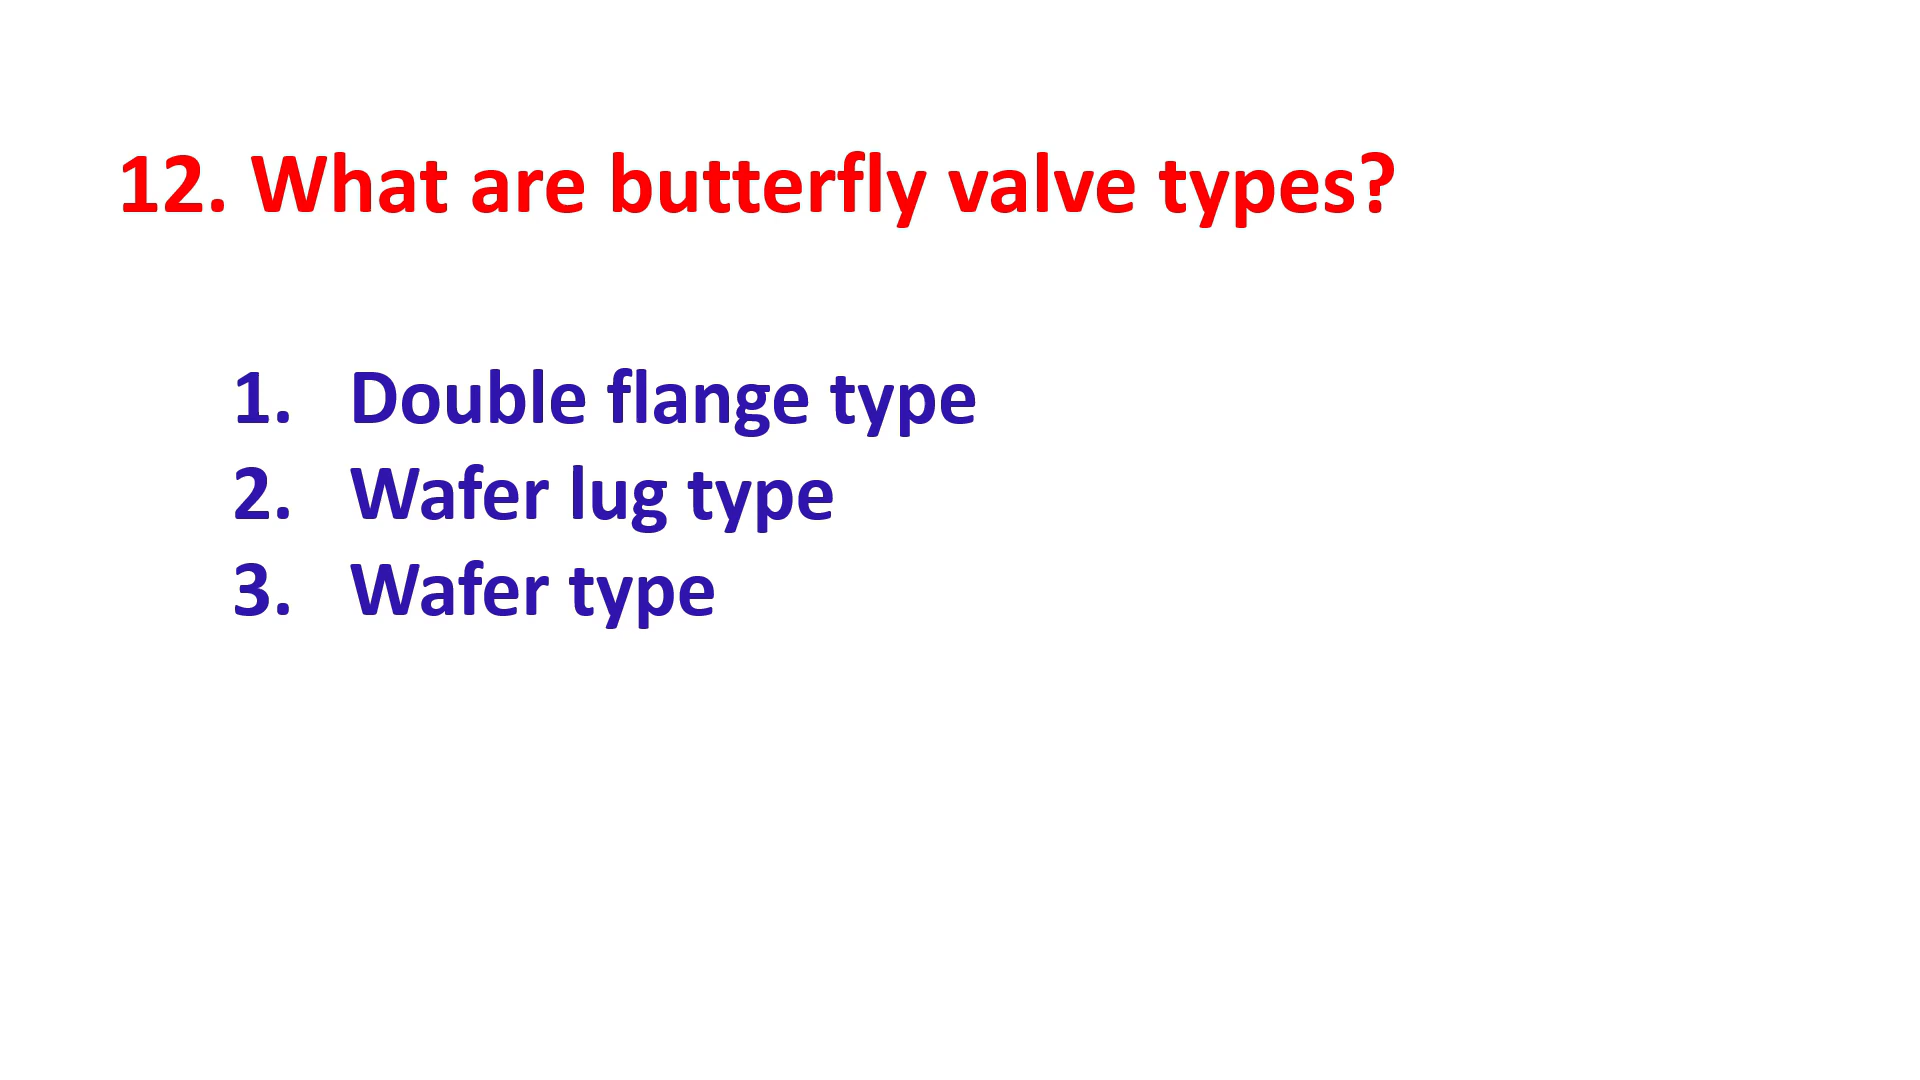 12. What are butterfly valve types?
1. Double flange type
2. Wafer lug type
3. Wafer type